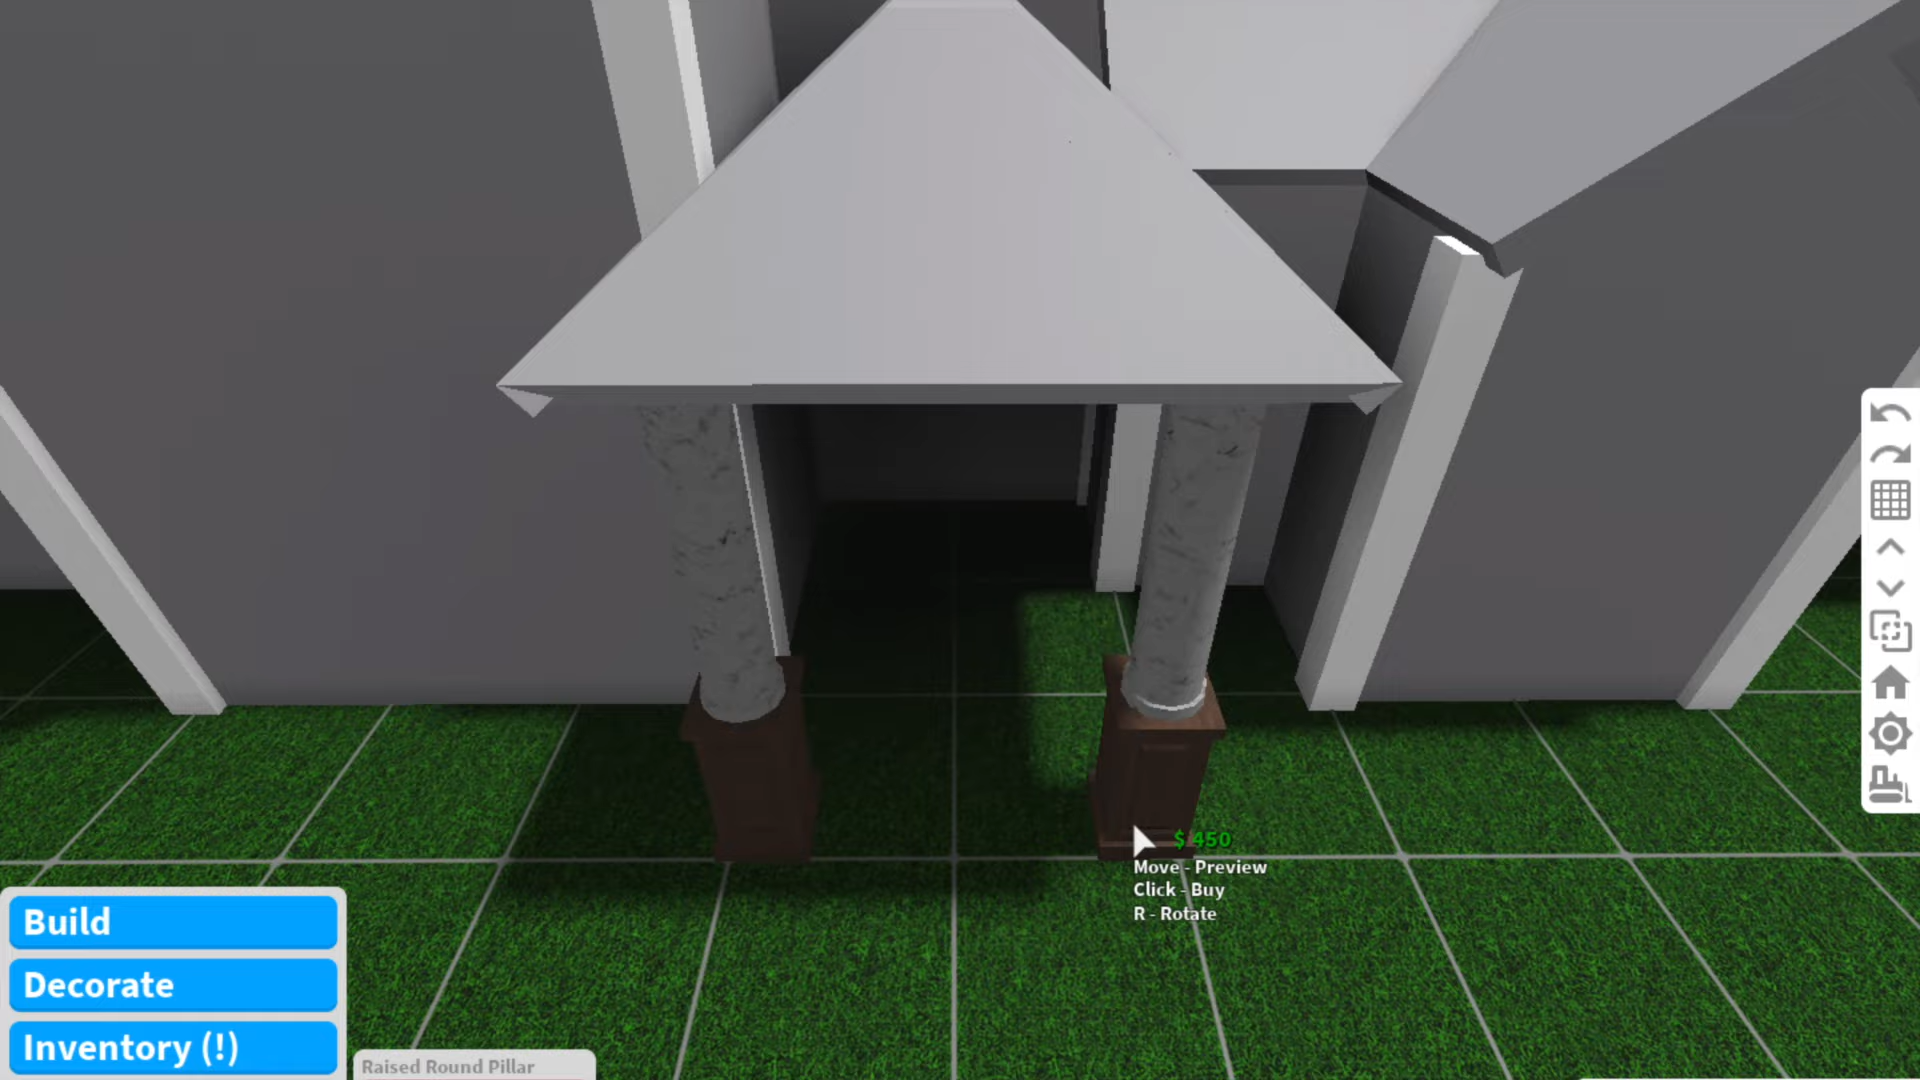 $ 450
Move - Preview
Click - Buy
R - Rotate
Build
Decorate
Inventory (!)
Raised Round Pillar